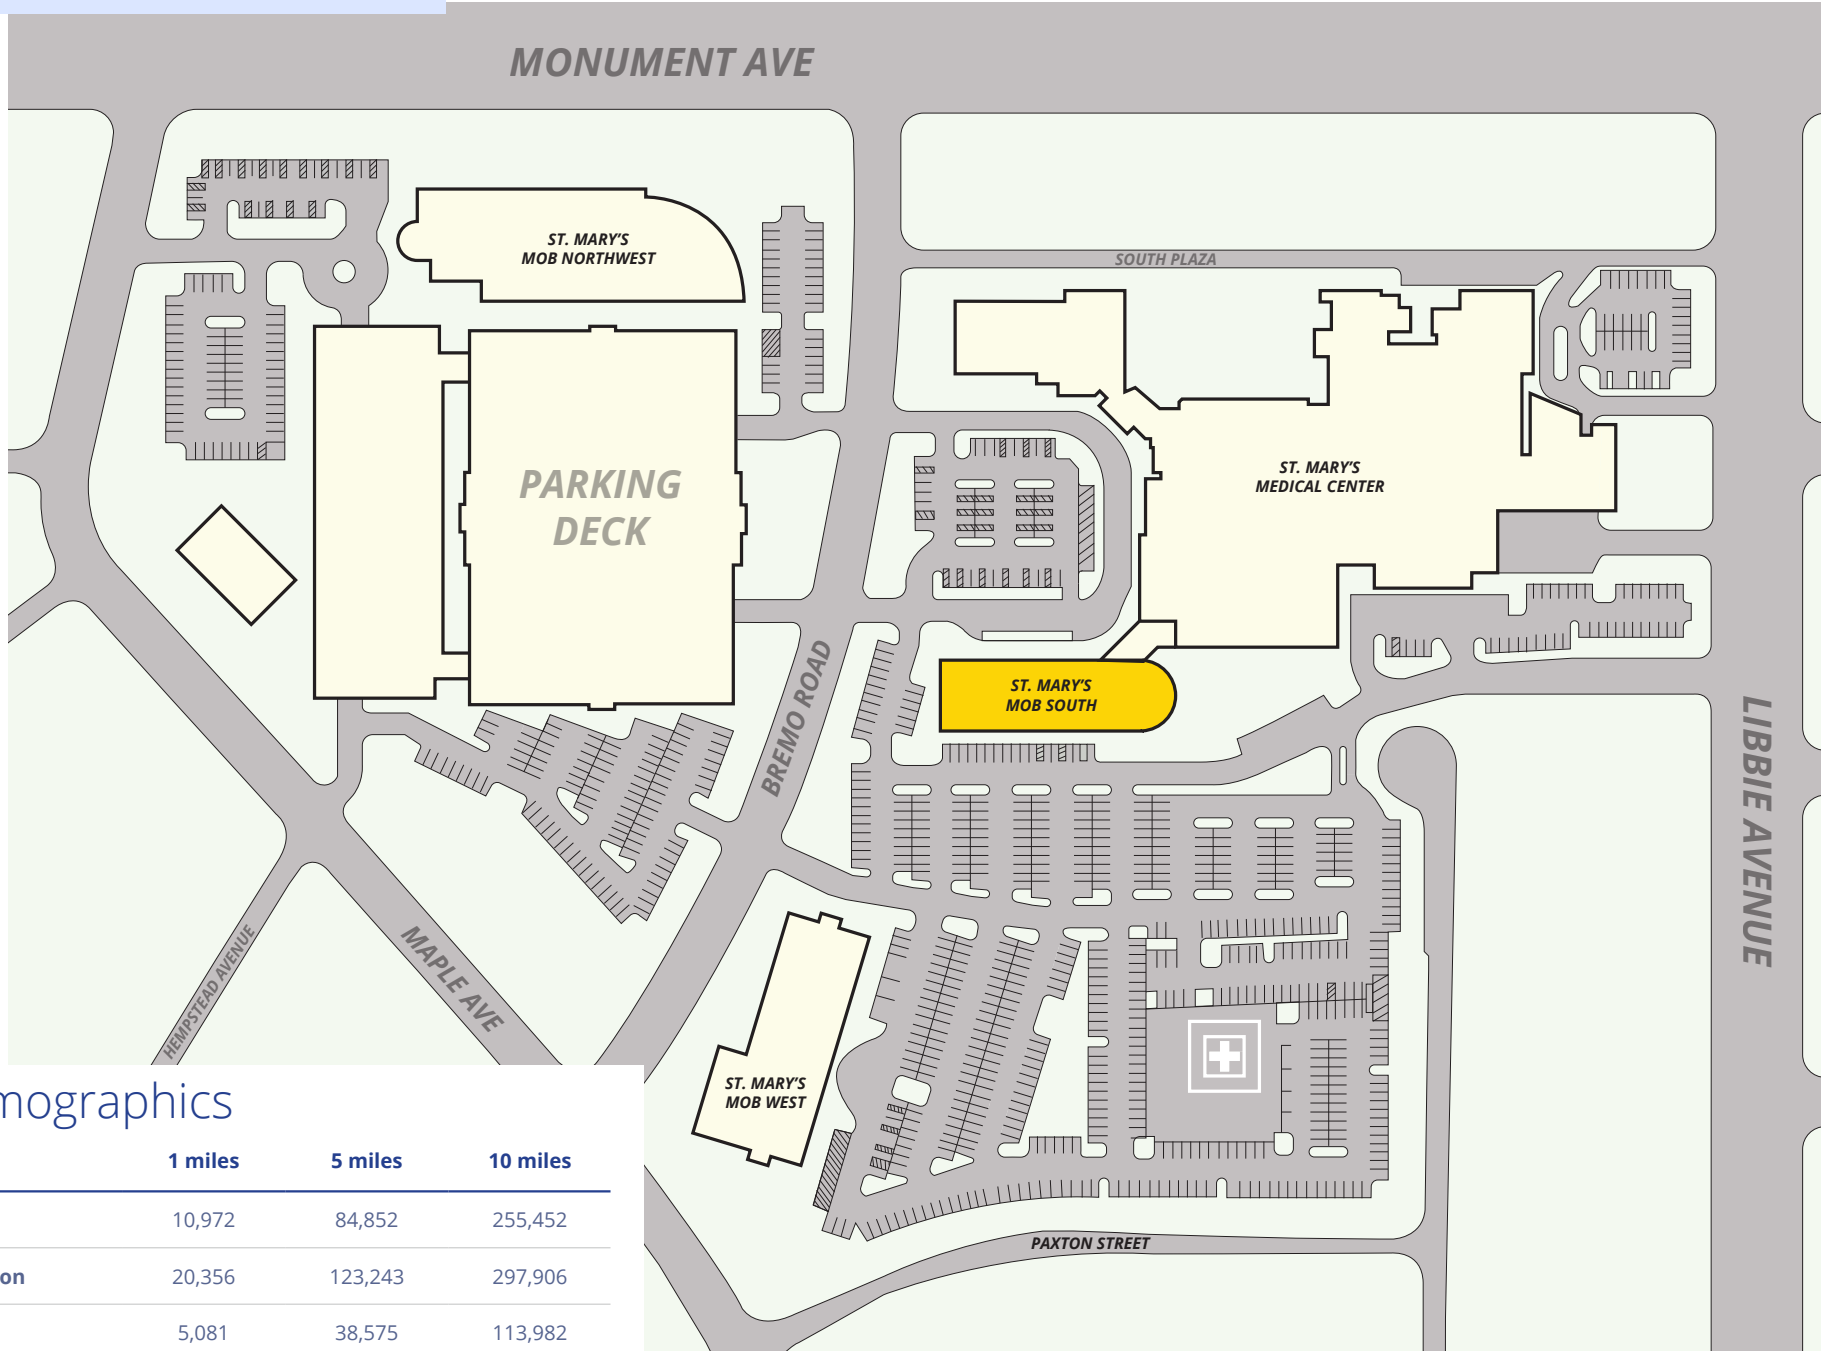 MONUMENT AVE
ST. MARY'S
MOB NORTHWEST
SOUTH PLAZA
PARKING
DECK
ST. MARY'S
MEDICAL CENTER
ST. MARY'S
MOB SOUTH
BREMO ROAD
LIBBIE AVENUE
HEMPSTEAD AVENUE
MAPLE AVE
ST. MARY'S
MOB WEST
PAXTON STREET
mographics
1 miles 5 miles 10 miles
10,972 84,852 255,452
on 20,356 123,243 297,906
5,081 38,575 113,982